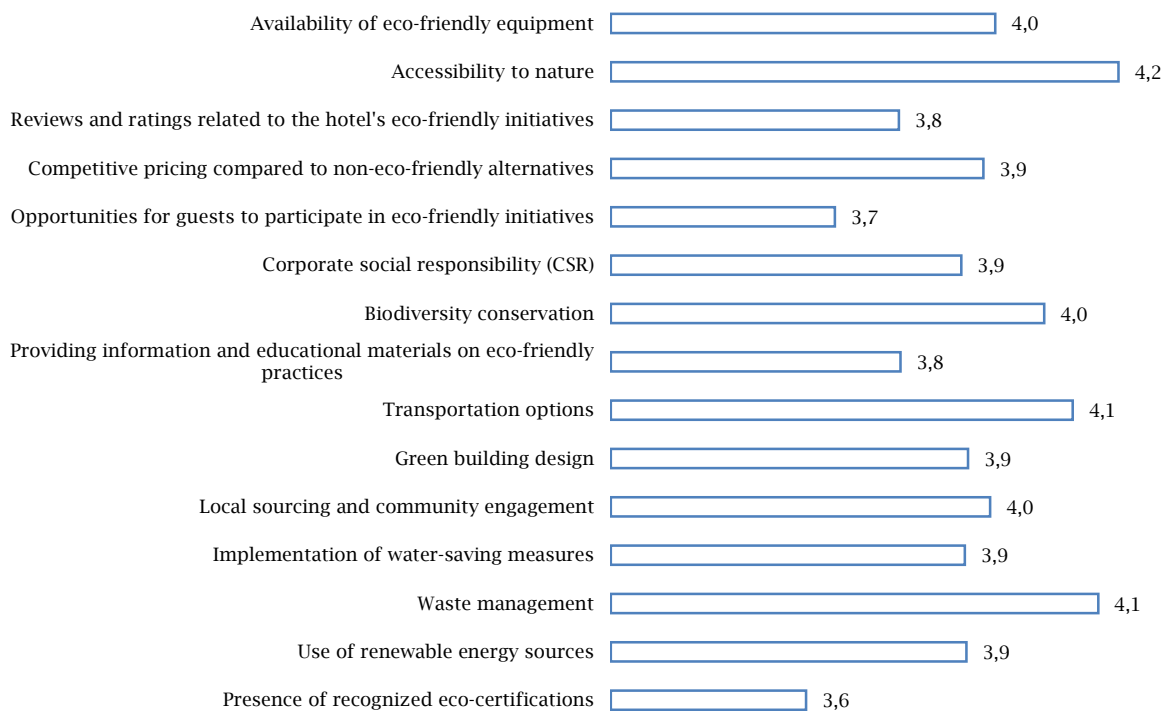 Availability of eco-friendly equipment 4,0
Accessibility to nature 4,2
Reviews and ratings related to the hotel's eco-friendly initiatives 3,8
Competitive pricing compared to non-eco-friendly alternatives 3,9
Opportunities for guests to participate in eco-friendly initiatives 3,7
Corporate social responsibility (CSR) 3,9
Biodiversity conservation 4,0
Providing information and educational materials on eco-friendly
practices 3,8
Transportation options 4,1
Green building design 3,9
Local sourcing and community engagement 4,0
Implementation of water-saving measures 3,9
Waste management 4,1
Use of renewable energy sources 3,9
Presence of recognized eco-certifications 3,6